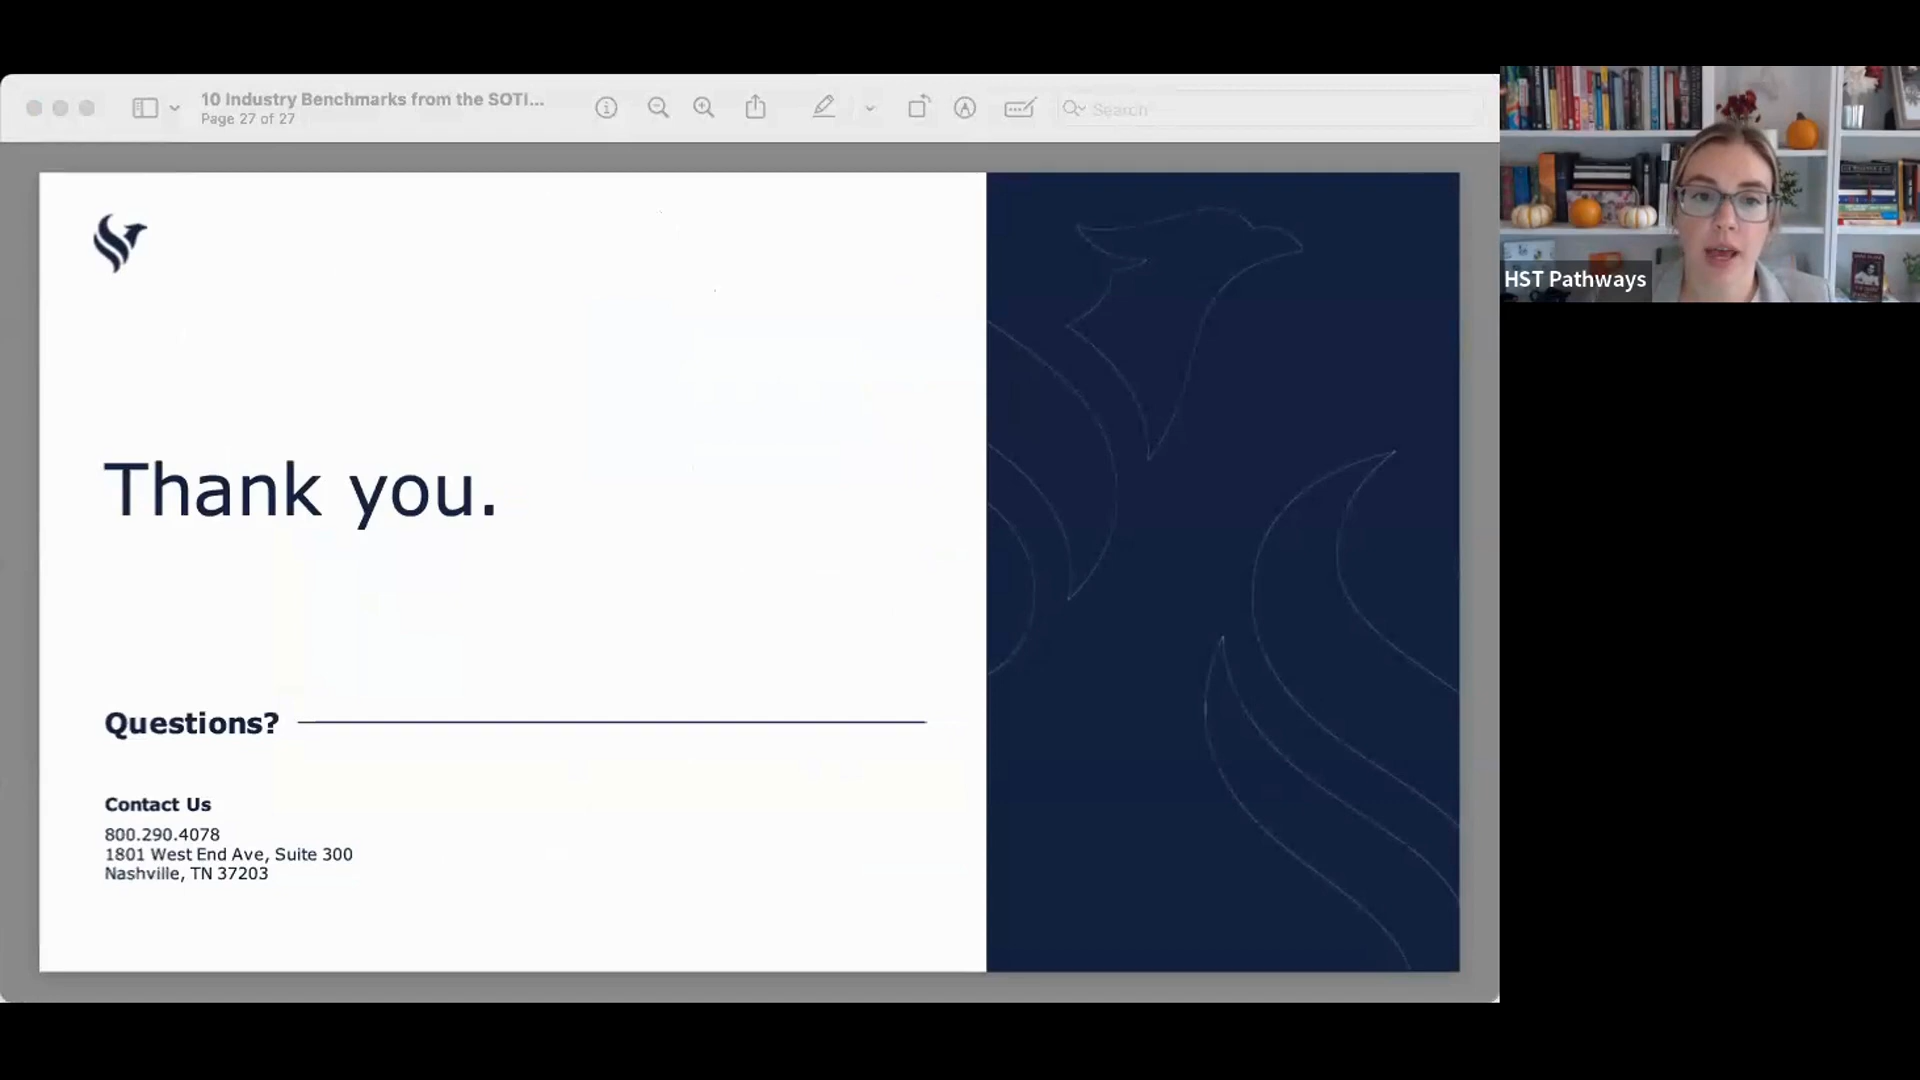 10 Industry Benchmarks from the SOTI...
Page 27 of 27
Search
HST Pathways
Thank you.
Questions?
Contact Us
800.290.4078
1801 West End Ave, Suite 300
Nashville, TN 37203